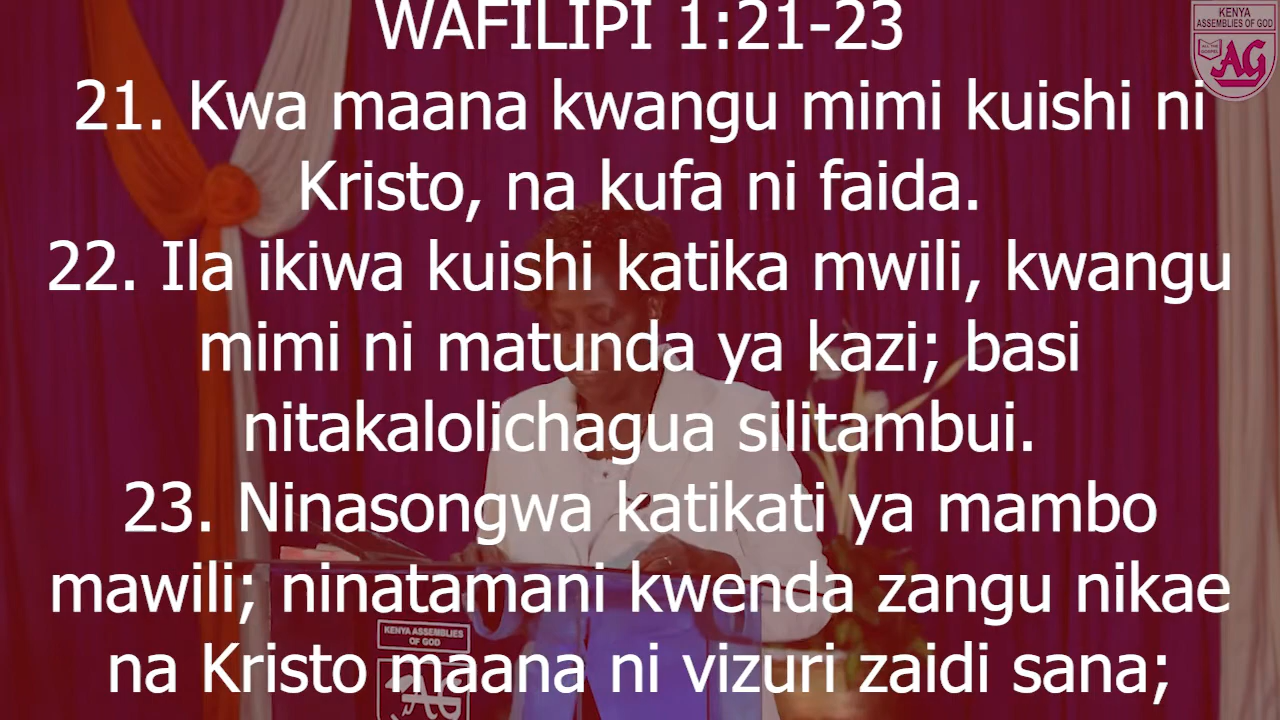 WAFILIPI 1:21-23
21. Kwa maana kwangu mimi kuishi ni
Kristo, na kufa ni faida.
22. Ila ikiwa kuishi katika mwili, kwangu
mimi ni matunda ya kazi; basi
nitakalolichagua silitambui.
23. Ninasongwa katikati ya mambo
mawili; ninatamani kwenda zangu nikae
na Kristo maana ni vizuri zaidi sana;
KENYA
ASSEMBLIES OF GOD
ALL THE
GOSPEL
AG
KENYA ASSEMBLIES
OF GOD